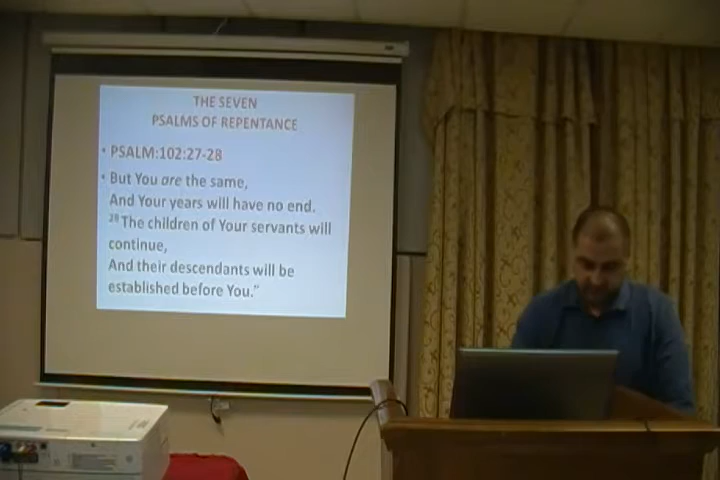 THE SEVEN
PSALMS OF REPENTANCE
• PSALM:102:27-28
• But You are the same,
And Your years will have no end.
28 The children of Your servants will
continue,
And their descendants will be
established before You."